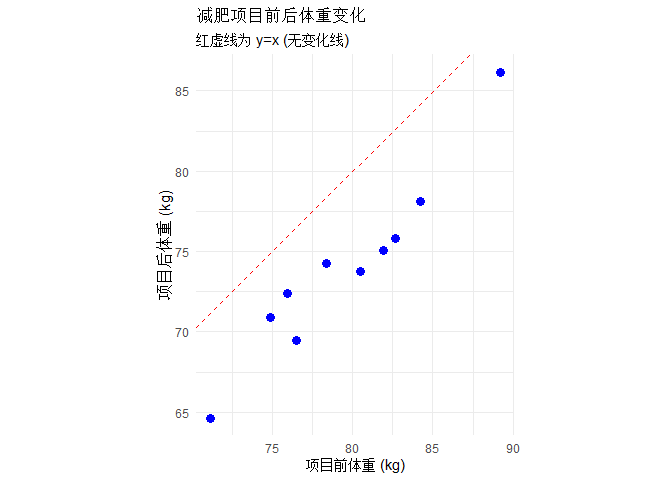 减肥项目前后体重变化
红虚线为 y=x (无变化线)
85
80
75
70
65
项目后体重 (kg)
75 80 85 90
项目前体重 (kg)